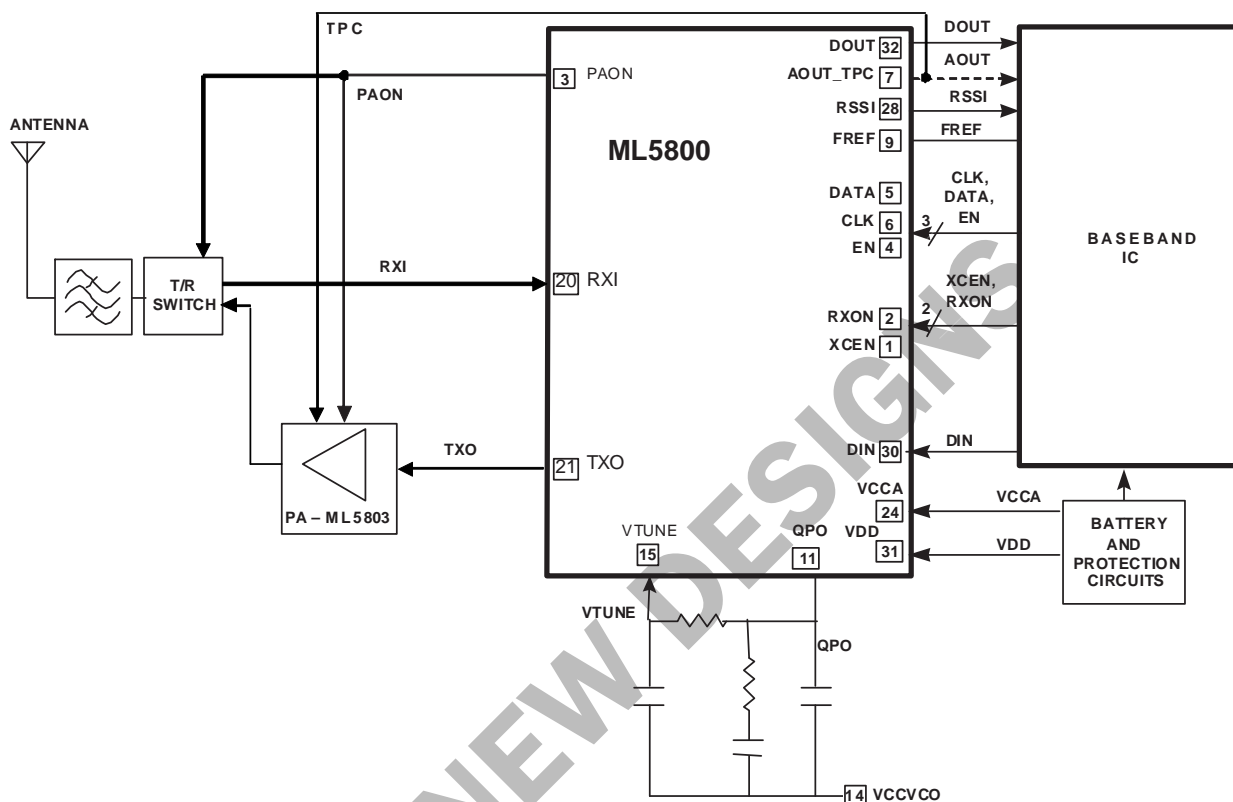 TPC
PAON
ANTENNA
T/R
SWITCH
RXI
TXO
PA – ML5803
ML5800
3 PAON
20 RXI
21 TXO
VTUNE
15
QPO
11
DOUT 32
AOUT_TPC 7
RSSI 28
FREF 9
DATA 5
CLK 6
EN 4
RXON 2
XCEN 1
DIN 30
VCCA
24
VDD
31
DOUT
AOUT
RSSI
FREF
CLK,
DATA,
EN
3
XCEN,
RXON
2
DIN
VCCA
VDD
BASEBAND
IC
BATTERY
AND
PROTECTION
CIRCUITS
VTUNE
QPO
14 VCCVCO
NEW DESIGNS